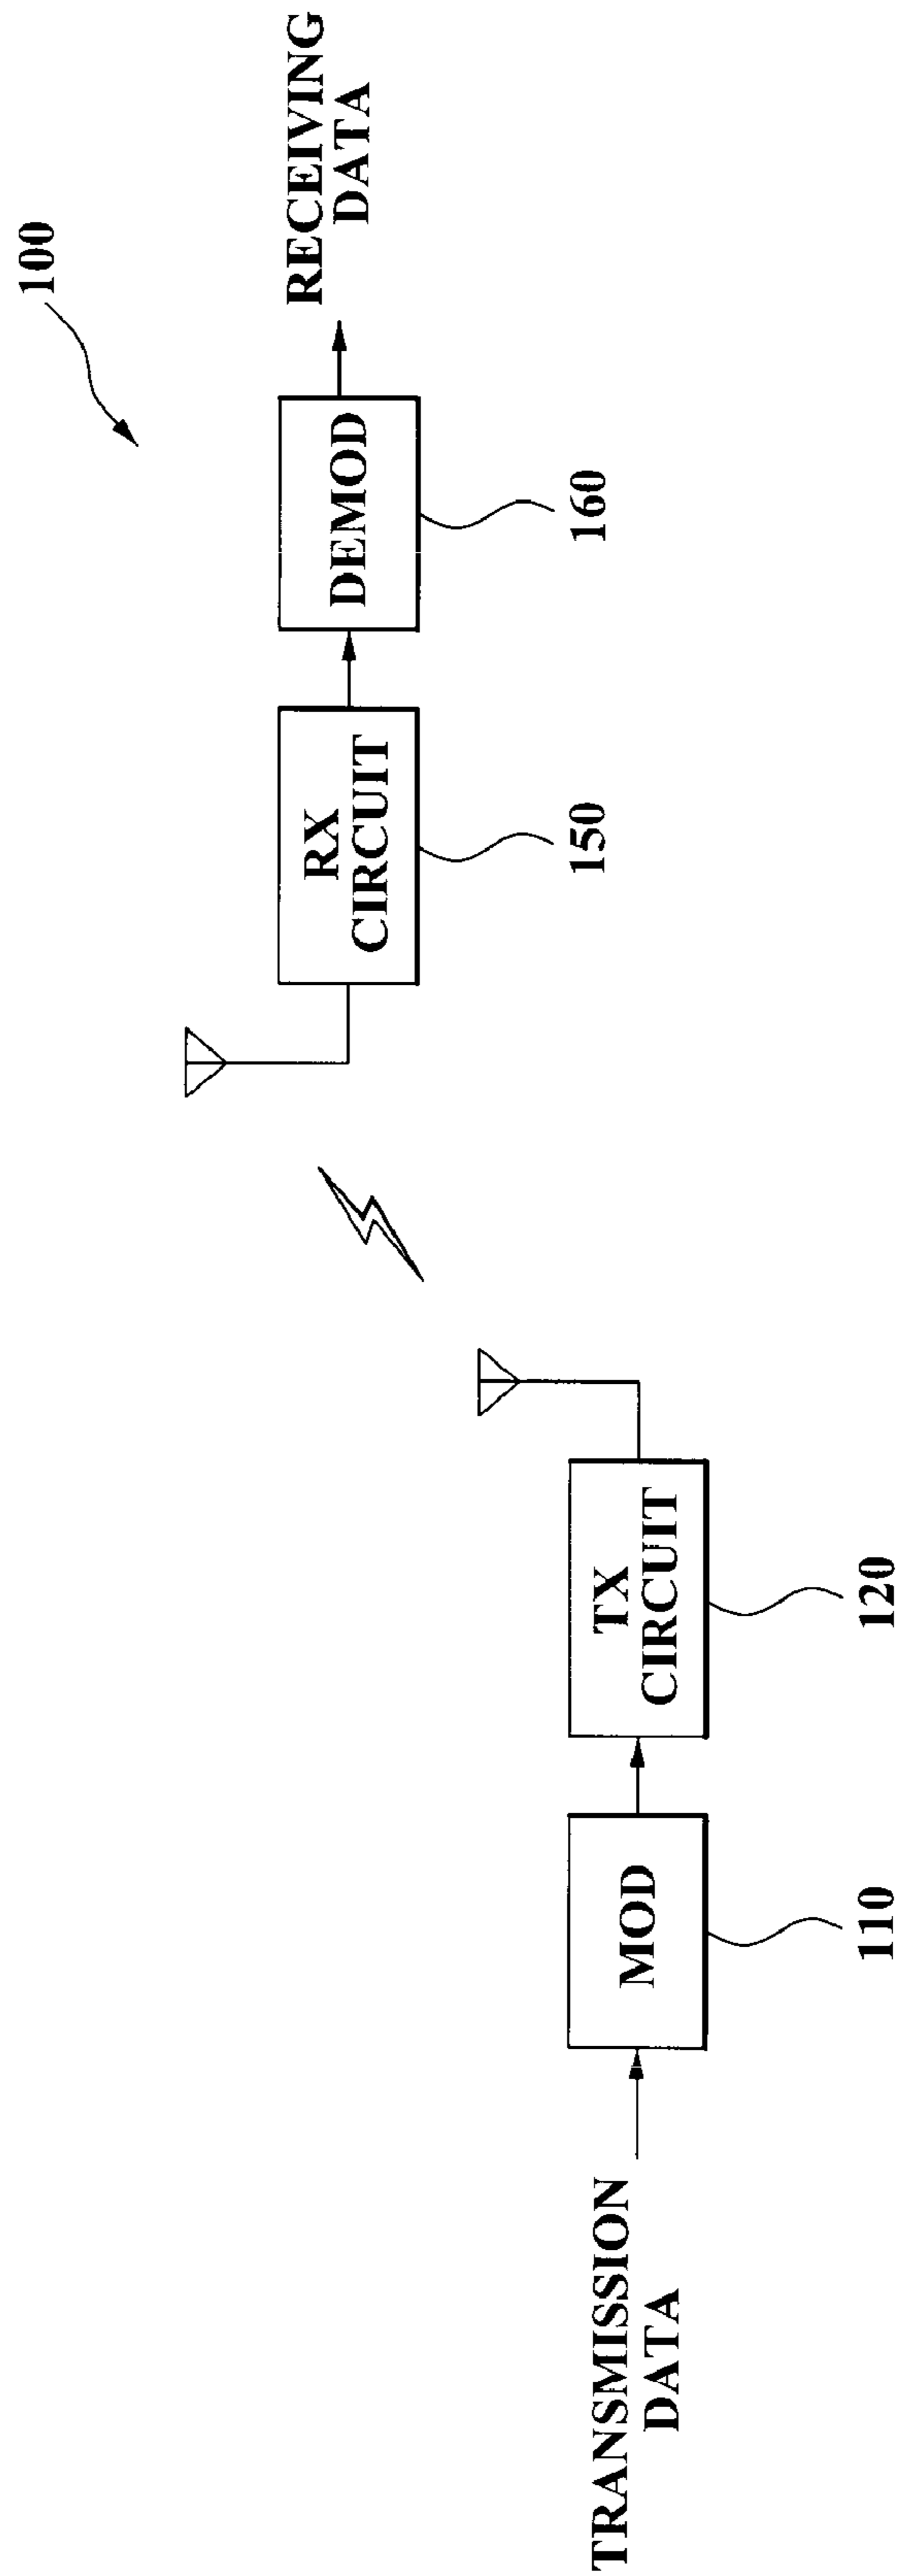 100
RECEIVING
DATA
DEMOD
160
RX
CIRCUIT
150
TX
CIRCUIT
120
MOD
110
TRANSMISSION
DATA